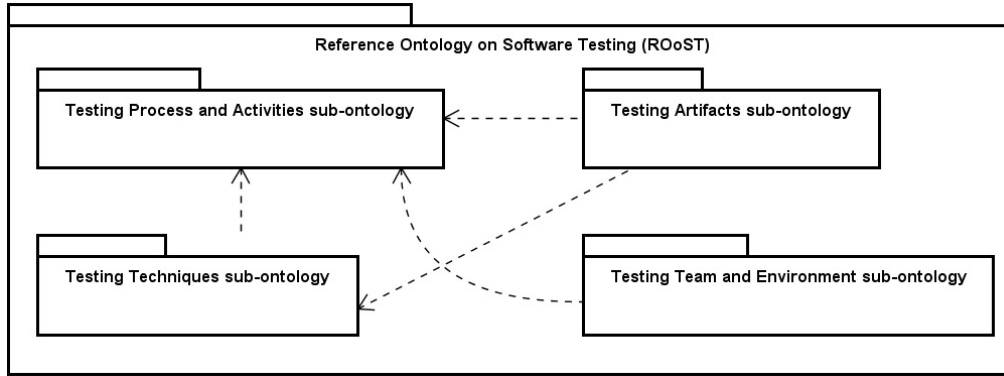 Reference Ontology on Software Testing (ROoST)
Testing Process and Activities sub-ontology
Testing Artifacts sub-ontology
Testing Techniques sub-ontology
Testing Team and Environment sub-ontology